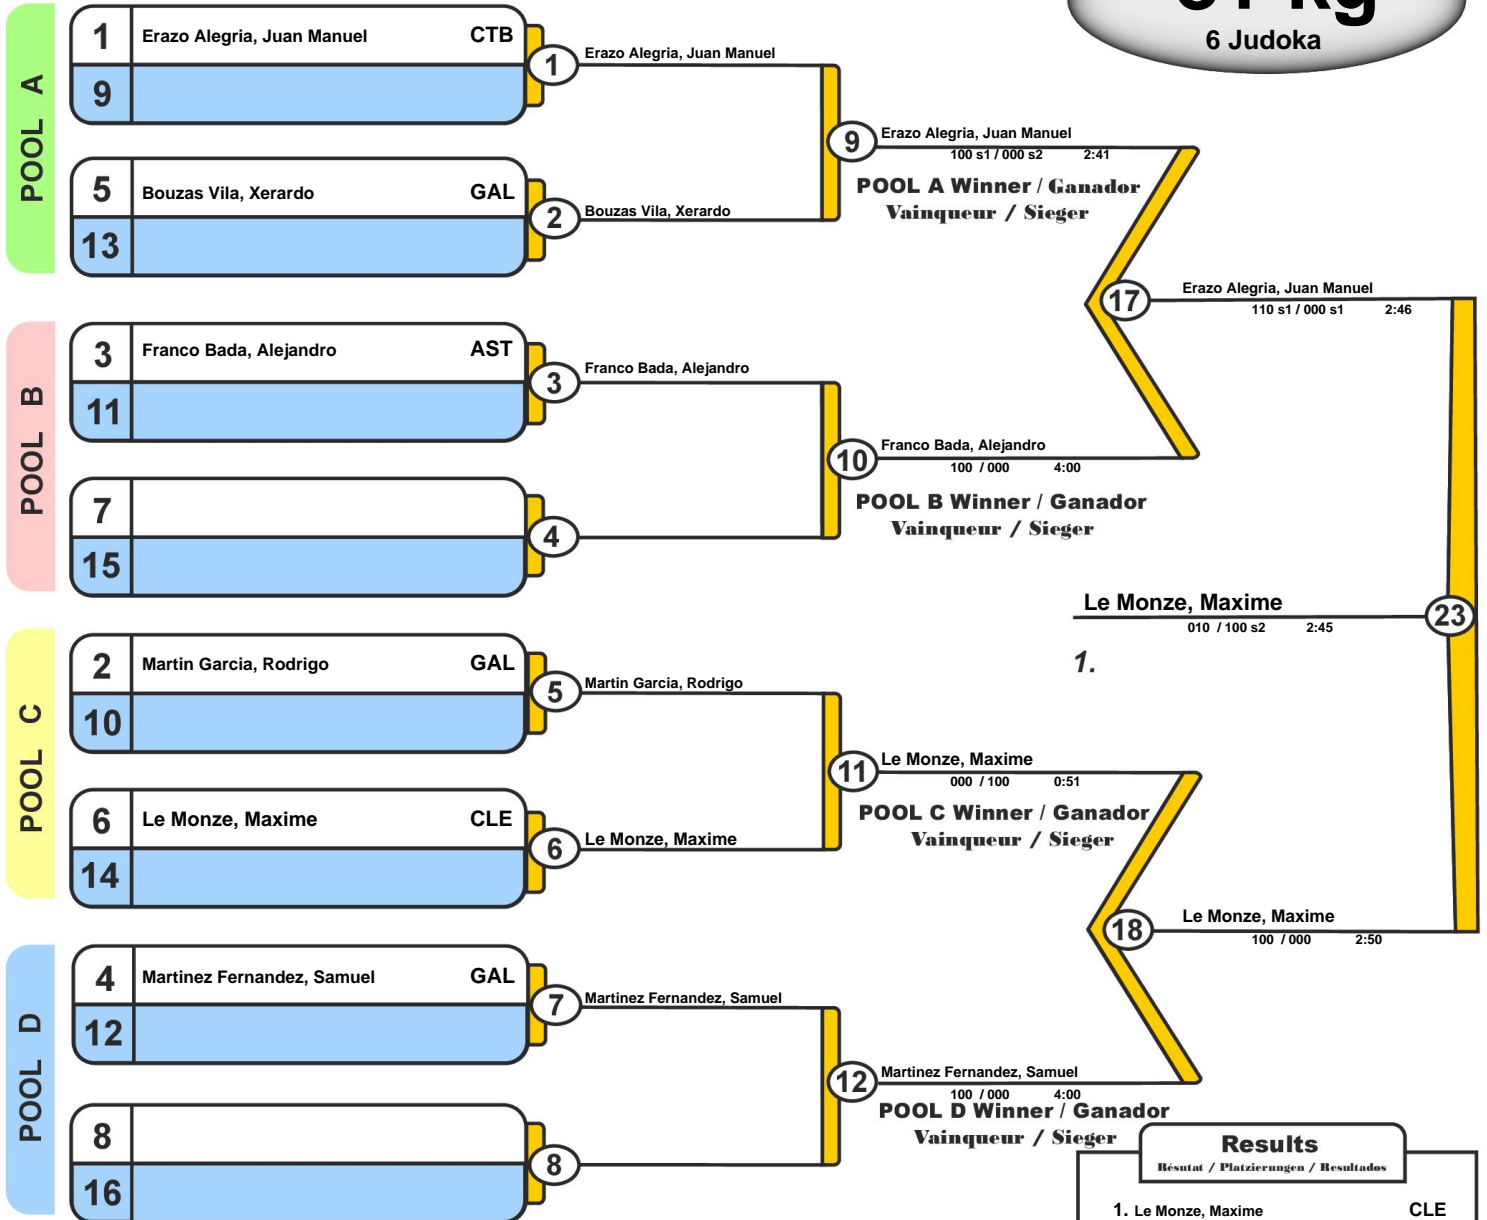 6 Judoka
POOL A
1 Erazo Alegria, Juan Manuel CTB
9
1 Erazo Alegria, Juan Manuel
5 Bouzas Vila, Xerardo GAL
13
2 Bouzas Vila, Xerardo
9 Erazo Alegria, Juan Manuel
100 s1 / 000 s2 2:41
POOL A Winner / Ganador
Vainqueur / Sieger
POOL B
3 Franco Bada, Alejandro AST
11
3 Franco Bada, Alejandro
7
15
4
10 Franco Bada, Alejandro
100 / 000 4:00
POOL B Winner / Ganador
Vainqueur / Sieger
17 Erazo Alegria, Juan Manuel
110 s1 / 000 s1 2:46
POOL C
2 Martin Garcia, Rodrigo GAL
10
5 Martin Garcia, Rodrigo
6 Le Monze, Maxime CLE
14
6 Le Monze, Maxime
11 Le Monze, Maxime
000 / 100 0:51
POOL C Winner / Ganador
Vainqueur / Sieger
POOL D
4 Martinez Fernandez, Samuel GAL
12
7 Martinez Fernandez, Samuel
8
16
8
12 Martinez Fernandez, Samuel
100 / 000 4:00
POOL D Winner / Ganador
Vainqueur / Sieger
18 Le Monze, Maxime
100 / 000 2:50
Le Monze, Maxime 23
010 / 100 s2 2:45
1.
Results
Résutat / Platzierungen / Resultados
1. Le Monze, Maxime CLE